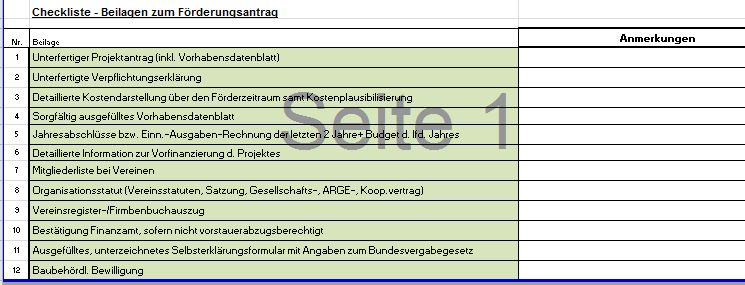 Checkliste - Beilagen zum Förderungsantrag
Anmerkungen
Nr. Beilage
1 Unterfertiger Projektantrag (inkl. Vorhabensdatenblatt)
2 Unterfertigte Verpflichtungserklärung
3 Detaillierte Kostendarstellung über den Förderzeitraum samt Kostenplausibilisierung
4 Sorgfältig ausgefülltes Vorhabensdatenblatt
5 Jahresabschlüsse bzw. Einn.-Ausgaben-Rechnung der letzten 2 Jahre+ Budget d. lfd. Jahres
6 Detaillierte Information zur Vorfinanzierung d. Projektes
7 Mitgliederliste bei Vereinen
8 Organisationsstatut (Vereinsstatuten, Satzung, Gesellschafts-, ARGE-, Koop.vertrag)
9 Vereinsregister-/Firmbenbuchauszug
10 Bestätigung Finanzamt, sofern nicht vorstauerabzugsberechtigt
11 Ausgefülltes, unterzeichnetes Selbsterklärungsformular mit Angaben zum Bundesvergabegesetz
12 Baubehördl. Bewilligung
Seite 1